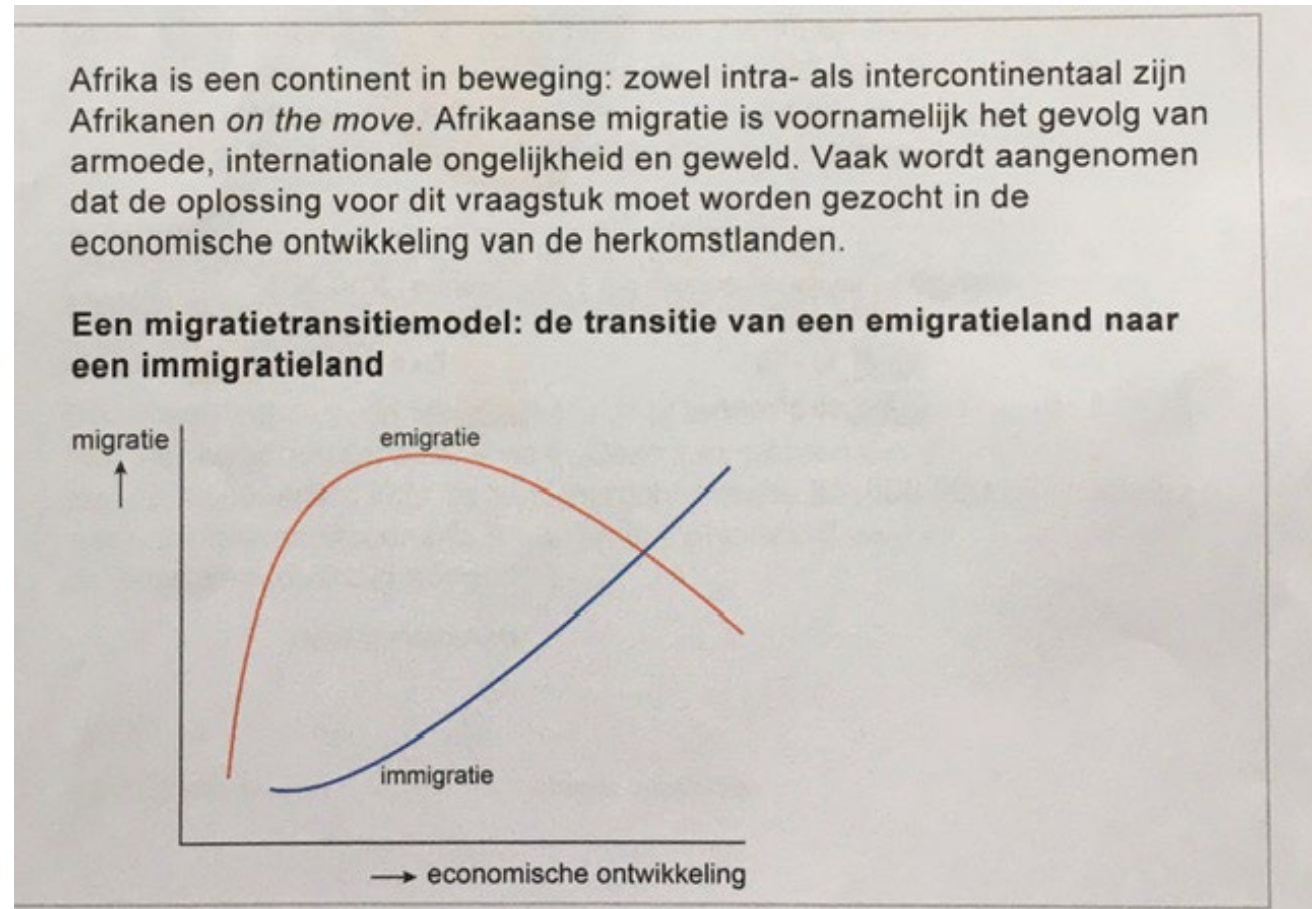 Afrika is een continent in beweging: zowel intra- als intercontinentaal zijn
Afrikanen on the move. Afrikaanse migratie is voornamelijk het gevolg van
armoede, internationale ongelijkheid en geweld. Vaak wordt aangenomen
dat de oplossing voor dit vraagstuk moet worden gezocht in de
economische ontwikkeling van de herkomstlanden.
Een migratietransitiemodel: de transitie van een emigratieland naar
een immigratieland
migratie
emigratie
immigratie
economische ontwikkeling